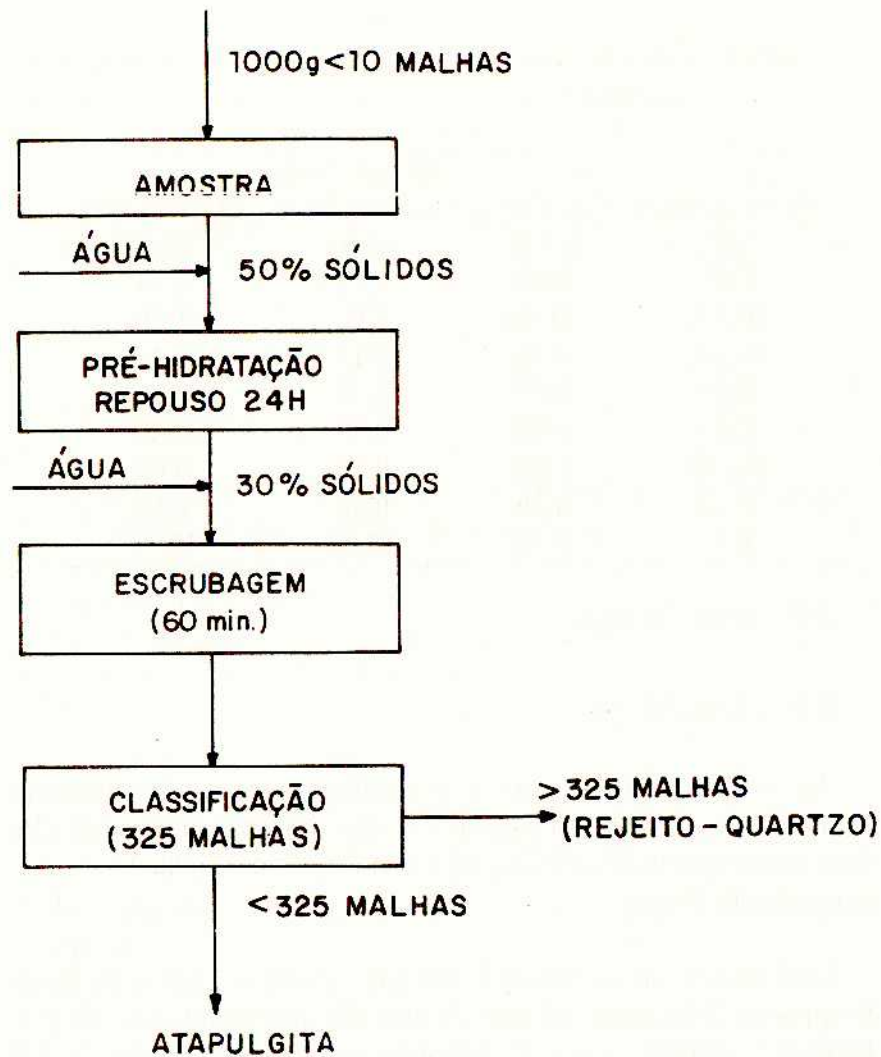 1000g<10 MALHAS
AMOSTRA
ÁGUA
50% SÓLIDOS
PRÉ-HIDRATAÇÃO
REPOUSO 24H
ÁGUA
30% SÓLIDOS
ESCRUBAGEM
(60 min.)
CLASSIFICAÇÃO
(325 MALHAS)
>325 MALHAS
(REJEITO-QUARTZO)
<325 MALHAS
ATAPULGITA